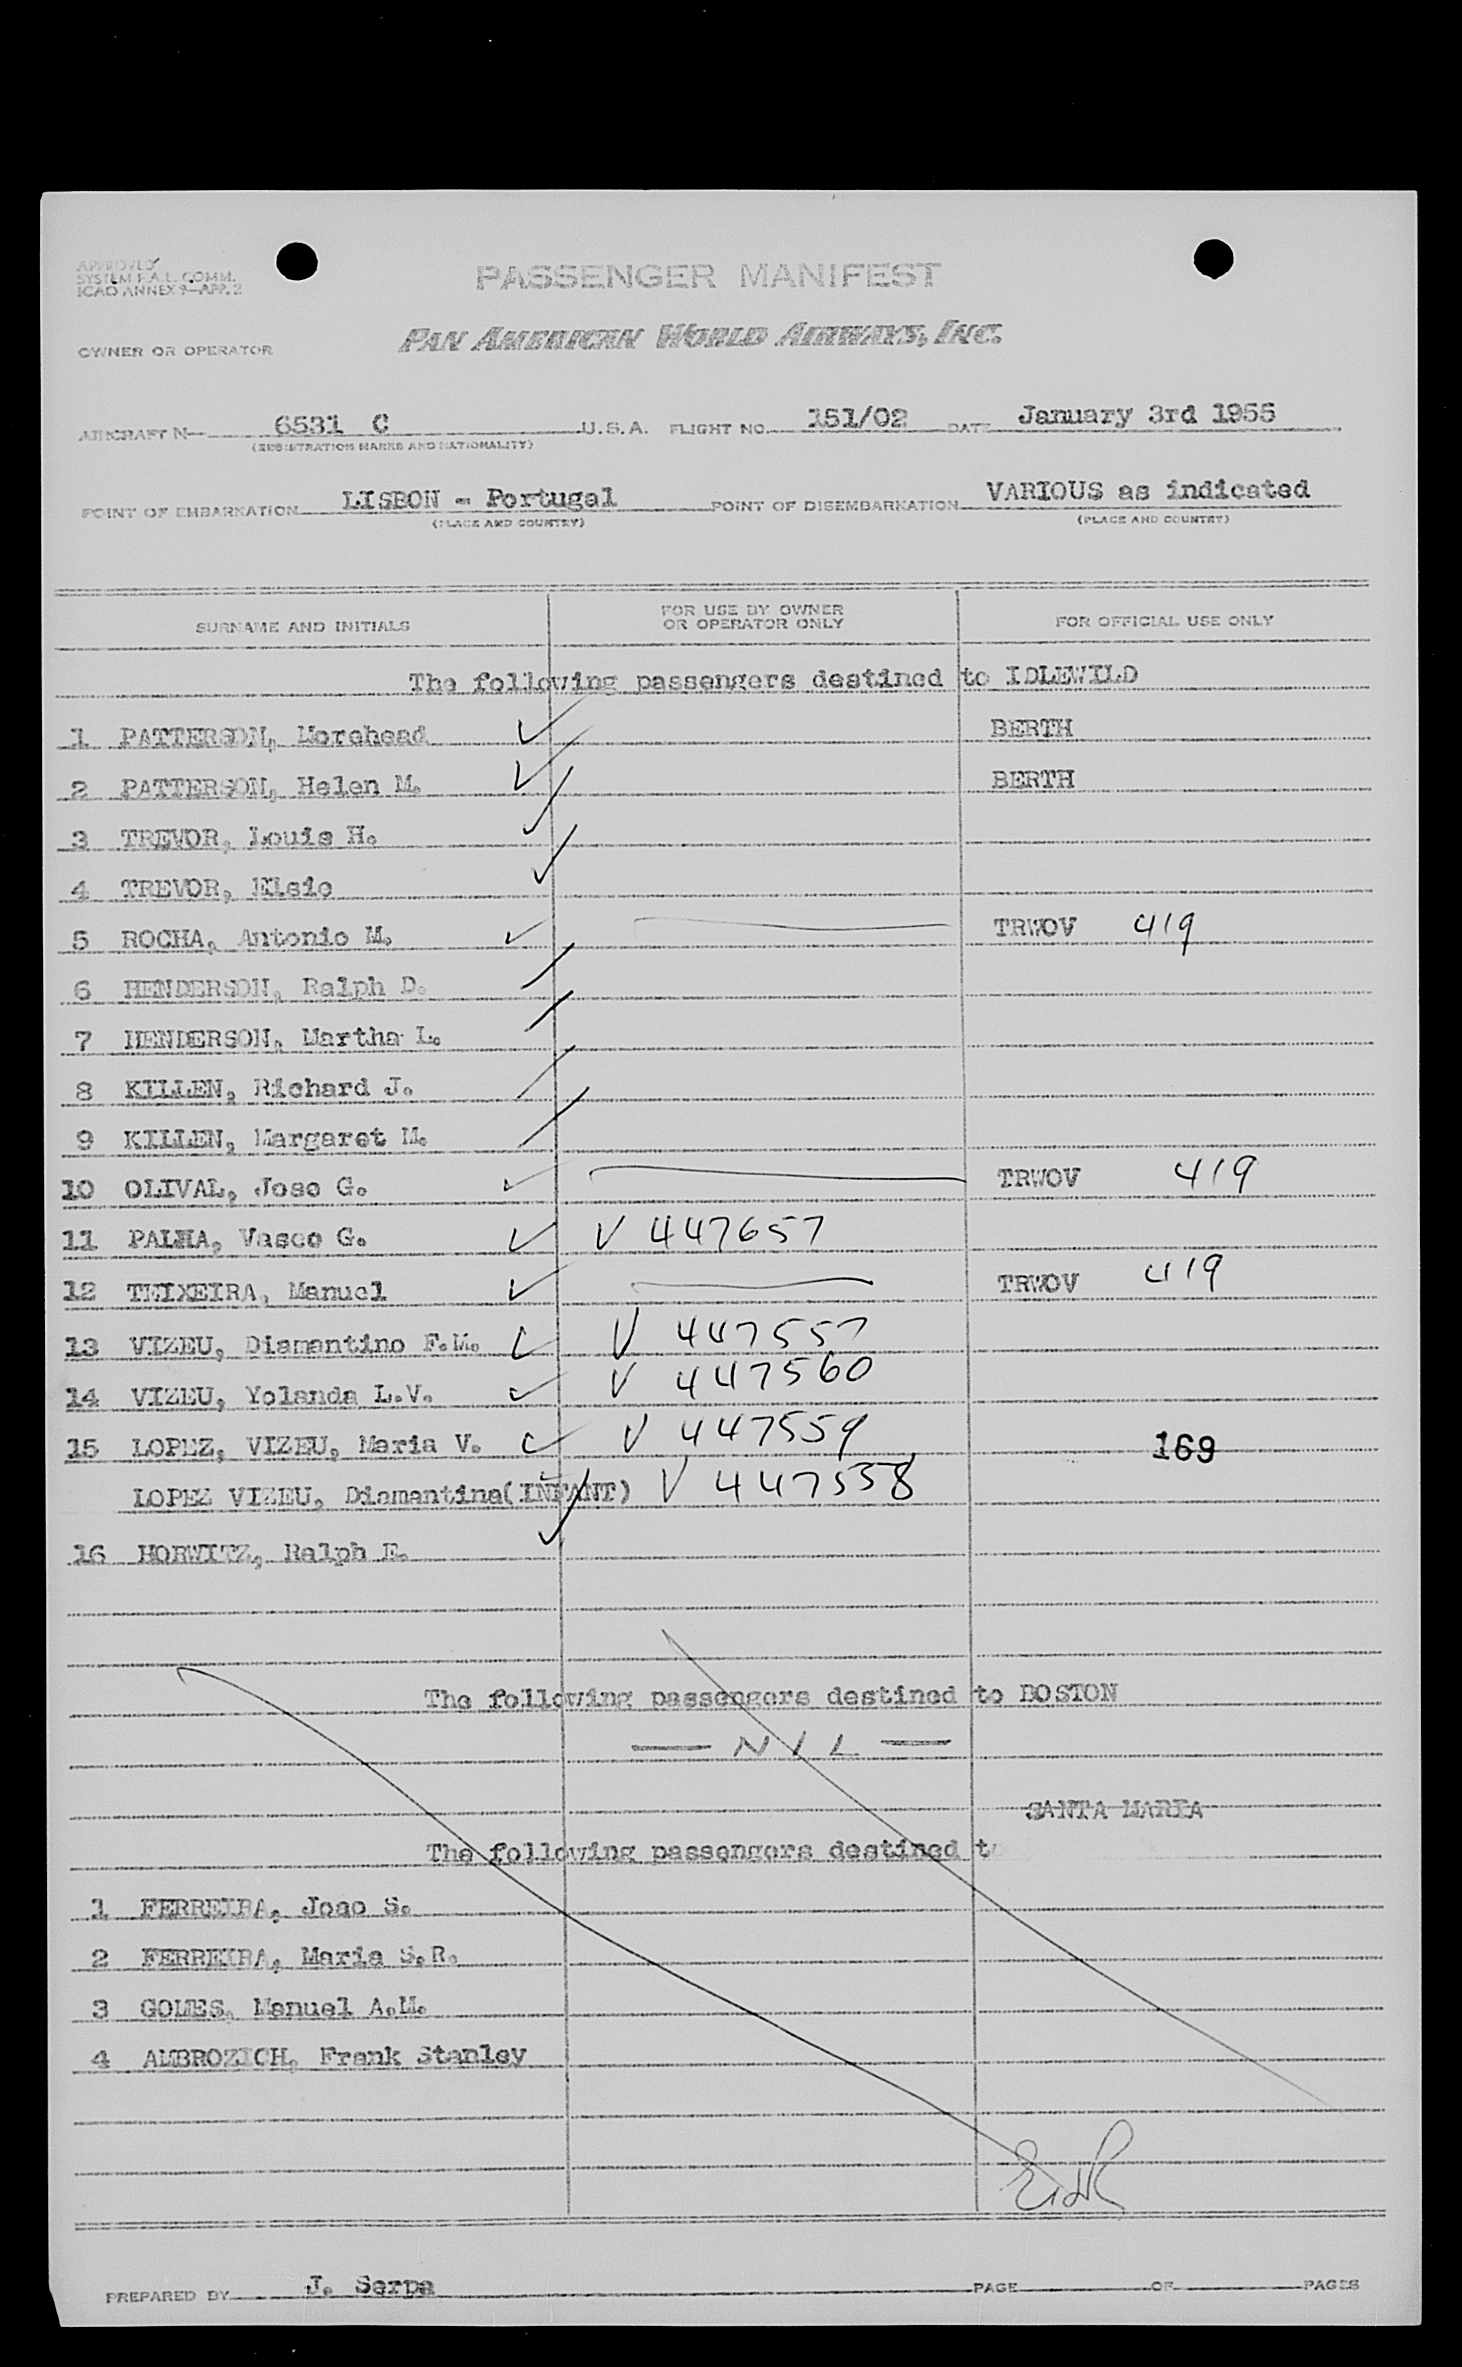 APPROVED
SYSTEM F.A.L. COMM.
ICAO ANNEX 9—APP. 2
PASSENGER MANIFEST
OWNER OR OPERATOR PAN AMERICAN WORLD AIRWAYS, INC.
AIRCRAFT N— 6531 C U.S.A. FLIGHT NO. 151/02 DATE January 3rd 1955
(REGISTRATION MARKS AND NATIONALITY)
POINT OF EMBARKATION LISBON - Portugal POINT OF DISEMBARKATION VARIOUS as indicated
(PLACE AND COUNTRY) (PLACE AND COUNTRY)
SURNAME AND INITIALS FOR USE BY OWNER OR OPERATOR ONLY FOR OFFICIAL USE ONLY
The following passengers destined to IDLEWILD
1 PATTERSON, Morehead BERTH
2 PATTERSON, Helen M. BERTH
3 TREVOR, Louis H.
4 TREVOR, Elsie
5 ROCHA, Antonio M. TRWOV 419
6 HENDERSON, Ralph D.
7 HENDERSON, Martha L.
8 KILLEN, Richard J.
9 KILLEN, Margaret M.
10 OLIVAL, Jose G. TRWOV 419
11 PALHA, Vasco G. V 447657
12 TEIXEIRA, Manuel TRWOV 419
13 VIZEU, Diamantino F.M. V 447557
14 VIZEU, Yolanda L.V. V 447560
15 LOPEZ, VIZEU, Maria V. V 447559 169
LOPEZ VIZEU, Diamantina(INFANT) V 447558
16 HORWITZ, Ralph E.
The following passengers destined to BOSTON
— NIL —
SANTA MARIA
The following passengers destined to
1 FERREIRA, Joao S.
2 FERREIRA, Maria S.R.
3 GOMES, Manuel A.M.
4 AMBROZICH, Frank Stanley
PREPARED BY J. Serpa PAGE OF PAGES